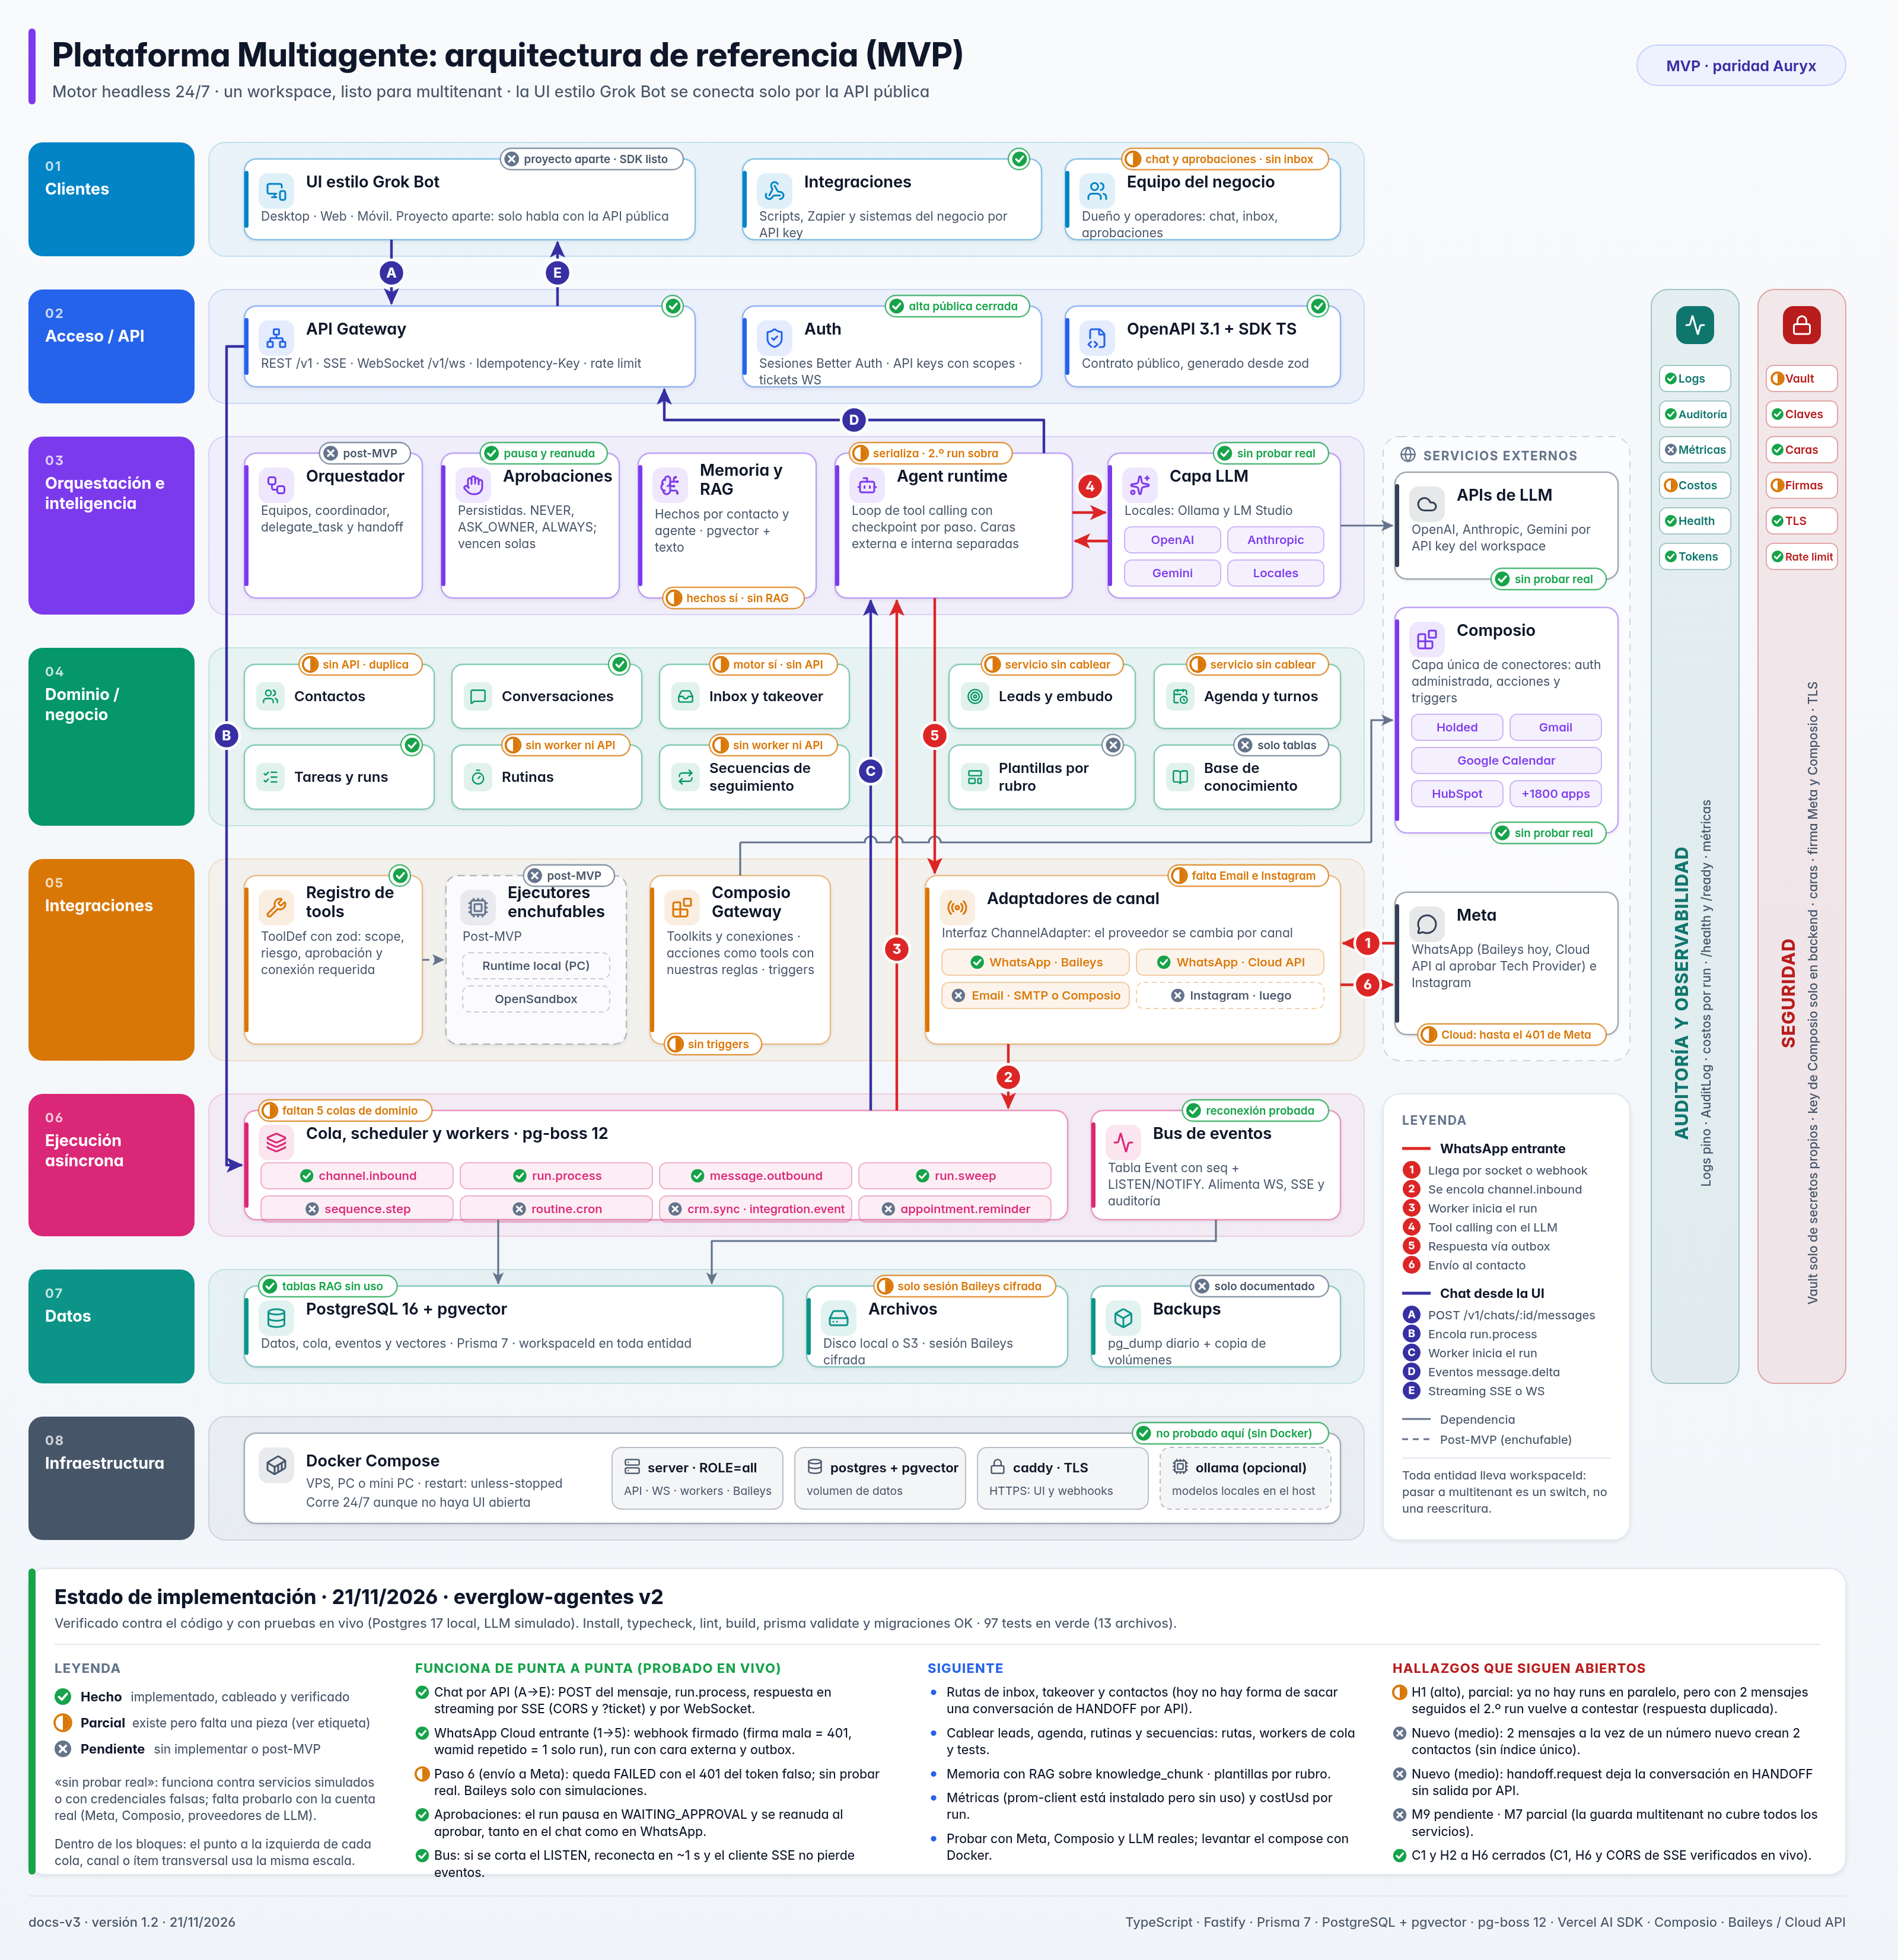 Plataforma Multiagente: arquitectura de referencia (MVP)
Motor headless 24/7 · un workspace, listo para multitenant · la UI estilo Grok Bot se conecta solo por la API pública
MVP · paridad Auryx
01
Clientes
proyecto aparte · SDK listo
UI estilo Grok Bot
Desktop · Web · Móvil. Proyecto aparte: solo habla con la API pública
Integraciones
Scripts, Zapier y sistemas del negocio por
API key
chat y aprobaciones · sin inbox
Equipo del negocio
Dueño y operadores: chat, inbox,
aprobaciones
A
E
02
Acceso / API
API Gateway
REST /v1 · SSE · WebSocket /v1/ws · Idempotency-Key · rate limit
alta pública cerrada
Auth
Sesiones Better Auth · API keys con scopes ·
tickets WS
OpenAPI 3.1 + SDK TS
Contrato público, generado desde zod
D
03
Orquestación e
inteligencia
post-MVP
Orquestador
Equipos, coordinador,
delegate_task y handoff
pausa y reanuda
Aprobaciones
Persistidas. NEVER,
ASK_OWNER, ALWAYS;
vencen solas
Memoria y
RAG
Hechos por contacto y
agente · pgvector +
texto
hechos sí · sin RAG
serializa · 2.º run sobra
Agent runtime
Loop de tool calling con
checkpoint por paso. Caras
externa e interna separadas
4
sin probar real
Capa LLM
Locales: Ollama y LM Studio
OpenAI
Anthropic
Gemini
Locales
SERVICIOS EXTERNOS
APIs de LLM
OpenAI, Anthropic, Gemini por
API key del workspace
sin probar real
Composio
Capa única de conectores: auth
administrada, acciones y
triggers
Holded
Gmail
Google Calendar
HubSpot
+1800 apps
sin probar real
Meta
WhatsApp (Baileys hoy, Cloud
API al aprobar Tech Provider) e
Instagram
Cloud: hasta el 401 de Meta
Logs
Auditoría
Métricas
Costos
Health
Tokens
AUDITORÍA Y OBSERVABILIDAD
Logs pino · AuditLog · costos por run · /health y /ready · métricas
Vault
Claves
Caras
Firmas
TLS
Rate limit
SEGURIDAD
Vault solo de secretos propios · key de Composio solo en backend · caras · firma Meta y Composio · TLS
04
Dominio /
negocio
sin API · duplica
Contactos
Conversaciones
motor sí · sin API
Inbox y takeover
servicio sin cablear
Leads y embudo
servicio sin cablear
Agenda y turnos
B
5
C
Tareas y runs
sin worker ni API
Rutinas
sin worker ni API
Secuencias de
seguimiento
Plantillas por
rubro
solo tablas
Base de
conocimiento
05
Integraciones
Registro de
tools
ToolDef con zod: scope,
riesgo, aprobación y
conexión requerida
post-MVP
Ejecutores
enchufables
Post-MVP
Runtime local (PC)
OpenSandbox
Composio
Gateway
Toolkits y conexiones ·
acciones como tools con
nuestras reglas · triggers
sin triggers
3
falta Email e Instagram
Adaptadores de canal
Interfaz ChannelAdapter: el proveedor se cambia por canal
WhatsApp · Baileys
WhatsApp · Cloud API
Email · SMTP o Composio
Instagram · luego
1
6
2
06
Ejecución
asíncrona
faltan 5 colas de dominio
Cola, scheduler y workers · pg-boss 12
channel.inbound
run.process
message.outbound
run.sweep
sequence.step
routine.cron
crm.sync · integration.event
appointment.reminder
reconexión probada
Bus de eventos
Tabla Event con seq +
LISTEN/NOTIFY. Alimenta WS, SSE y
auditoría
07
Datos
tablas RAG sin uso
PostgreSQL 16 + pgvector
Datos, cola, eventos y vectores · Prisma 7 · workspaceId en toda entidad
solo sesión Baileys cifrada
Archivos
Disco local o S3 · sesión Baileys
cifrada
solo documentado
Backups
pg_dump diario + copia de
volúmenes
08
Infraestructura
no probado aquí (sin Docker)
Docker Compose
VPS, PC o mini PC · restart: unless-stopped
Corre 24/7 aunque no haya UI abierta
server · ROLE=all
API · WS · workers · Baileys
postgres + pgvector
volumen de datos
caddy · TLS
HTTPS: UI y webhooks
ollama (opcional)
modelos locales en el host
LEYENDA
WhatsApp entrante
1 Llega por socket o webhook
2 Se encola channel.inbound
3 Worker inicia el run
4 Tool calling con el LLM
5 Respuesta vía outbox
6 Envío al contacto
Chat desde la UI
A POST /v1/chats/:id/messages
B Encola run.process
C Worker inicia el run
D Eventos message.delta
E Streaming SSE o WS
Dependencia
Post-MVP (enchufable)
Toda entidad lleva workspaceId:
pasar a multitenant es un switch, no
una reescritura.
Estado de implementación · 21/11/2026 · everglow-agentes v2
Verificado contra el código y con pruebas en vivo (Postgres 17 local, LLM simulado). Install, typecheck, lint, build, prisma validate y migraciones OK · 97 tests en verde (13 archivos).
LEYENDA
Hecho implementado, cableado y verificado
Parcial existe pero falta una pieza (ver etiqueta)
Pendiente sin implementar o post-MVP
«sin probar real»: funciona contra servicios simulados
o con credenciales falsas; falta probarlo con la cuenta
real (Meta, Composio, proveedores de LLM).
Dentro de los bloques: el punto a la izquierda de cada
cola, canal o ítem transversal usa la misma escala.
FUNCIONA DE PUNTA A PUNTA (PROBADO EN VIVO)
Chat por API (A→E): POST del mensaje, run.process, respuesta en
streaming por SSE (CORS y ?ticket) y por WebSocket.
WhatsApp Cloud entrante (1→5): webhook firmado (firma mala = 401,
wamid repetido = 1 solo run), run con cara externa y outbox.
Paso 6 (envío a Meta): queda FAILED con el 401 del token falso; sin probar
real. Baileys solo con simulaciones.
Aprobaciones: el run pausa en WAITING_APPROVAL y se reanuda al
aprobar, tanto en el chat como en WhatsApp.
Bus: si se corta el LISTEN, reconecta en ~1 s y el cliente SSE no pierde
eventos.
SIGUIENTE
• Rutas de inbox, takeover y contactos (hoy no hay forma de sacar
una conversación de HANDOFF por API).
• Cablear leads, agenda, rutinas y secuencias: rutas, workers de cola
y tests.
• Memoria con RAG sobre knowledge_chunk · plantillas por rubro.
• Métricas (prom-client está instalado pero sin uso) y costUsd por
run.
• Probar con Meta, Composio y LLM reales; levantar el compose con
Docker.
HALLAZGOS QUE SIGUEN ABIERTOS
H1 (alto), parcial: ya no hay runs en paralelo, pero con 2 mensajes
seguidos el 2.º run vuelve a contestar (respuesta duplicada).
Nuevo (medio): 2 mensajes a la vez de un número nuevo crean 2
contactos (sin índice único).
Nuevo (medio): handoff.request deja la conversación en HANDOFF
sin salida por API.
M9 pendiente · M7 parcial (la guarda multitenant no cubre todos los
servicios).
C1 y H2 a H6 cerrados (C1, H6 y CORS de SSE verificados en vivo).
docs-v3 · versión 1.2 · 21/11/2026
TypeScript · Fastify · Prisma 7 · PostgreSQL + pgvector · pg-boss 12 · Vercel AI SDK · Composio · Baileys / Cloud API